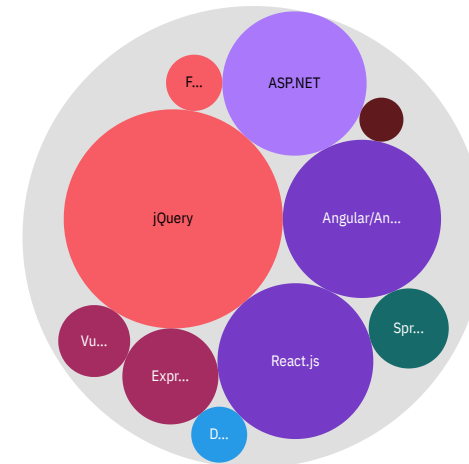 F...
ASP.NET
jQuery
Angular/An...
Vu...
Spr...
Expr...
React.js
D...